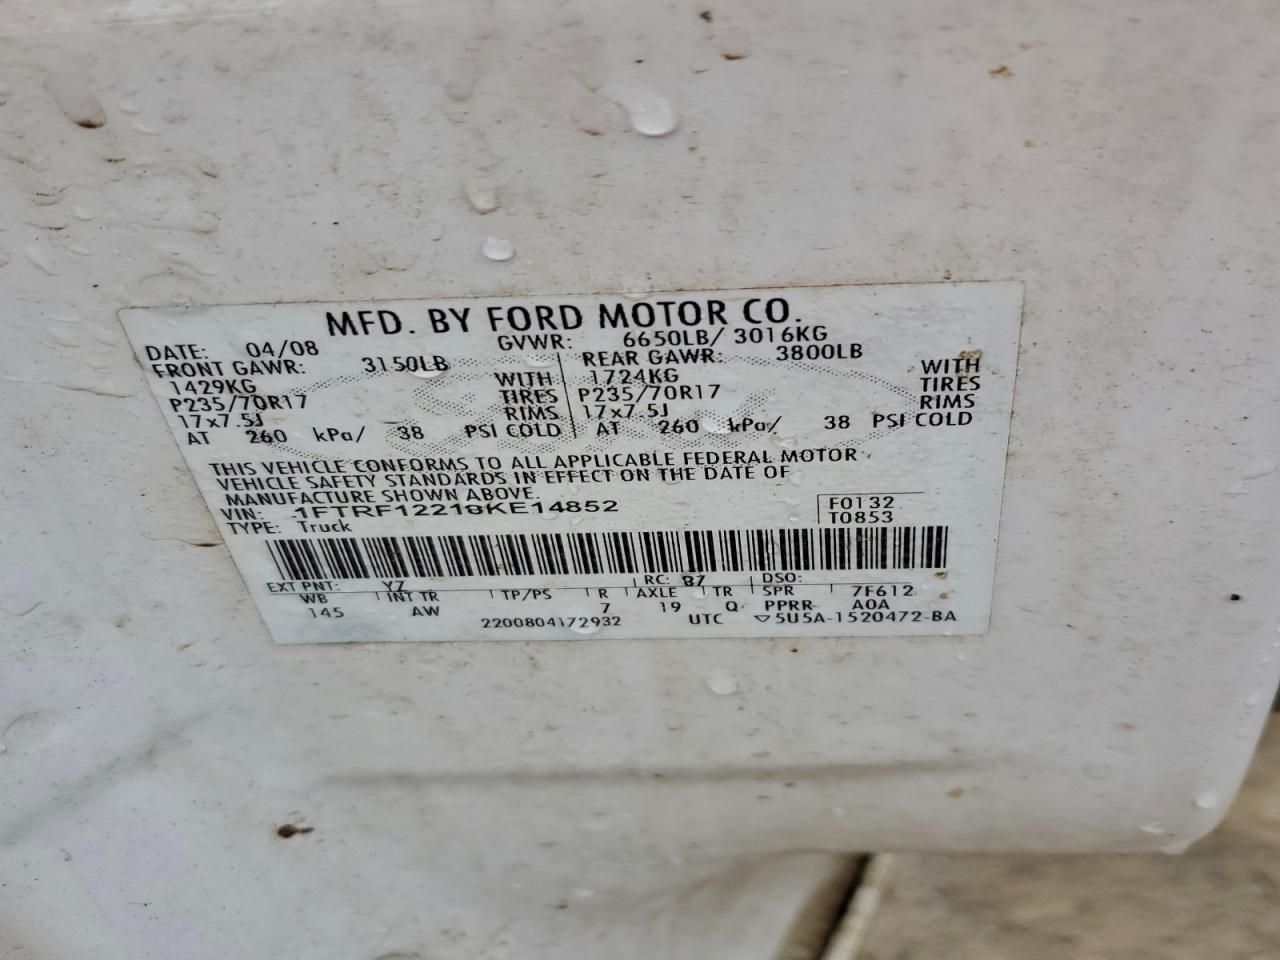 MFD. BY FORD MOTOR CO.
DATE: 04/08 GVWR: 6650LB/ 3016KG
FRONT GAWR: 3150LB REAR GAWR: 3800LB
1429KG WITH 1724KG WITH
P235/70R17 TIRES P235/70R17 TIRES
17x7.5J RIMS 17x7.5J RIMS
AT 260 kPa/ 38 PSI COLD AT 260 kPa/ 38 PSI COLD
THIS VEHICLE CONFORMS TO ALL APPLICABLE FEDERAL MOTOR
VEHICLE SAFETY STANDARDS IN EFFECT ON THE DATE OF
MANUFACTURE SHOWN ABOVE.
VIN: 1FTRF12218KE14852 F0132
TYPE: Truck T0853
EXT PNT: YZ RC: 87 DSO:
WB INT TR TP/PS R AXLE TR SPR 7F612
145 AW 7 19 Q PPRR A0A
2200804172932 UTC ▽5U5A-1520472-BA